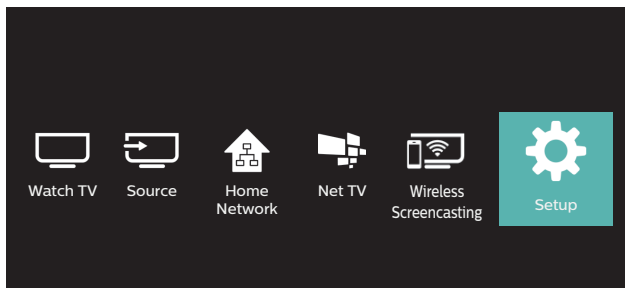 Watch TV
Source
Home
Network
Net TV
Wireless
Screencasting
Setup